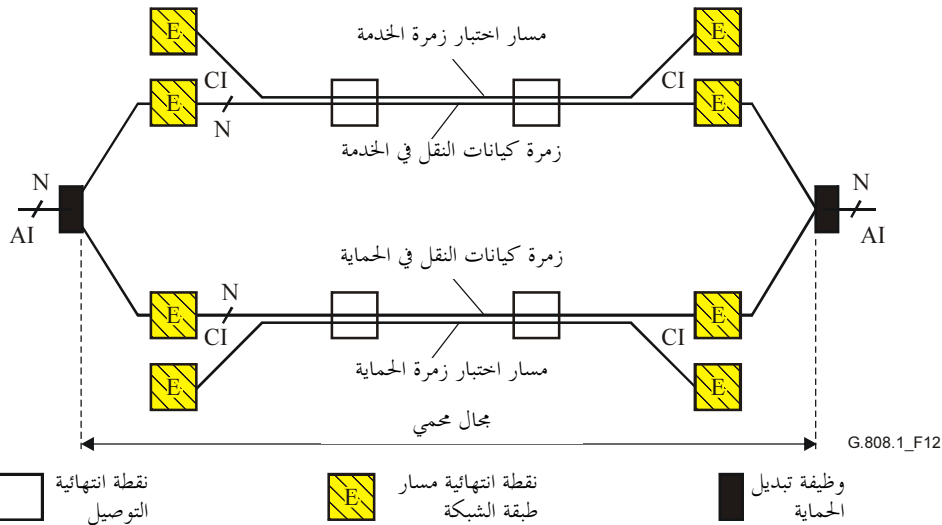 E
مسار اختبار زمرة الخدمة
E
CI
CI
E
E
N
زمرة كيانات النقل في الخدمة
N
N
AI
AI
زمرة كيانات النقل في الحماية
N
E
E
CI
CI
مسار اختبار زمرة الحماية
E
E
مجال محمي
G.808.1_F12
وظيفة تبديل
الحماية
E
نقطة انتهائية مسار
طبقة الشبكة
نقطة انتهائية
التوصيل